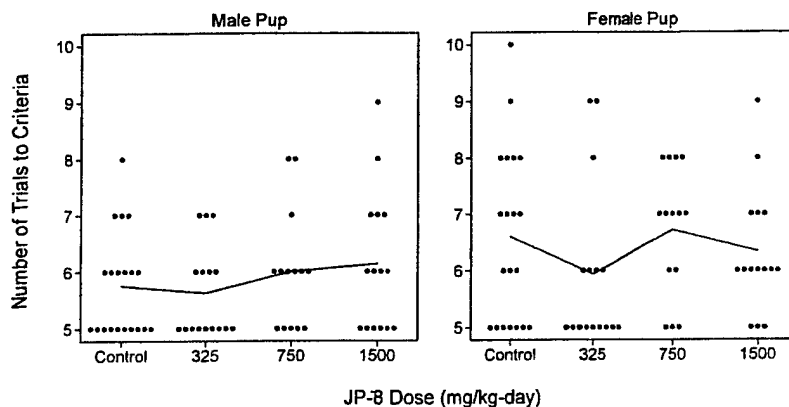 Male Pup
Female Pup
Number of Trials to Criteria
10
9
8
7
6
5
Control 325 750 1500
10
9
8
7
6
5
Control 325 750 1500
JP-8 Dose (mg/kg-day)